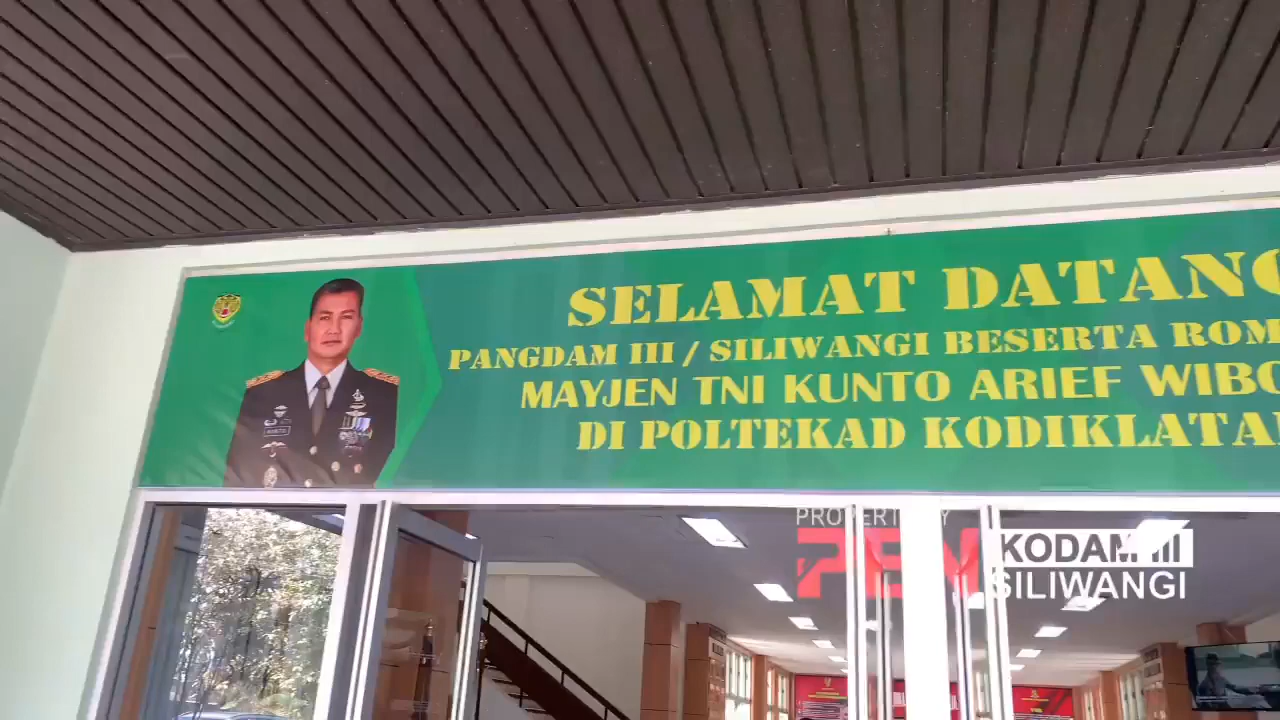 SELAMAT DATANG
PANGDAM III / SILIWANGI BESERTA ROM
MAYJEN TNI KUNTO ARIEF WIBO
DI POLTEKAD KODIKLATA
PROPERTY BY
PEN KODAM III
SILIWANGI